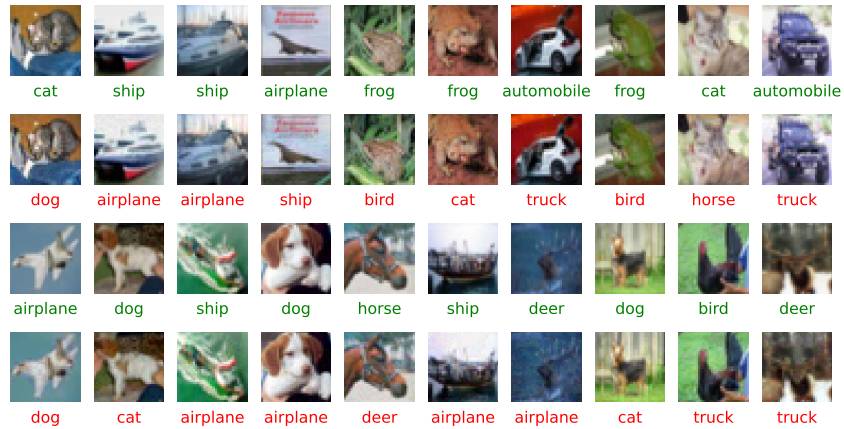 cat ship ship airplane frog frog automobile frog cat automobile
dog airplane airplane ship bird cat truck bird horse truck
airplane dog ship dog horse ship deer dog bird deer
dog cat airplane airplane deer airplane airplane cat truck truck